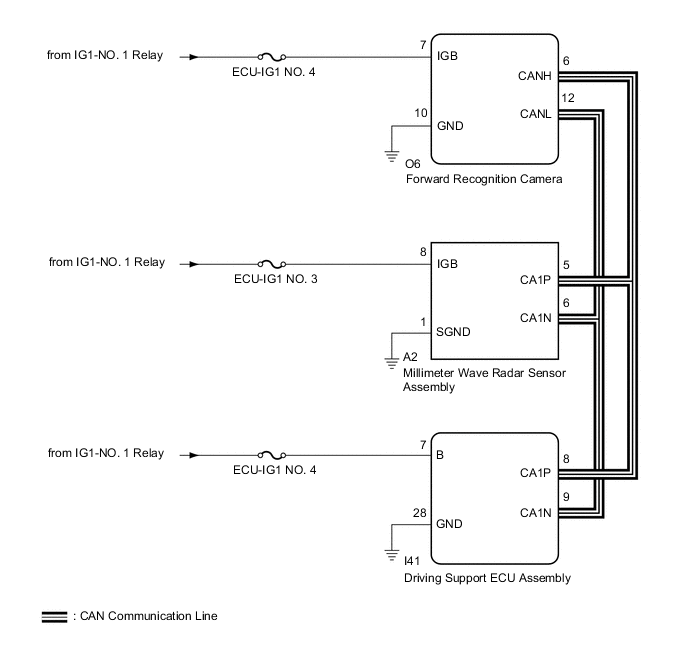 from IG1-NO. 1 Relay
ECU-IG1 NO. 4
7
IGB
CANH
6
CANL
12
10
GND
O6
Forward Recognition Camera
from IG1-NO. 1 Relay
ECU-IG1 NO. 3
8
IGB
CA1P
5
CA1N
6
1
SGND
A2
Millimeter Wave Radar Sensor
Assembly
from IG1-NO. 1 Relay
ECU-IG1 NO. 4
7
B
CA1P
8
CA1N
9
28
GND
I41
Driving Support ECU Assembly
: CAN Communication Line